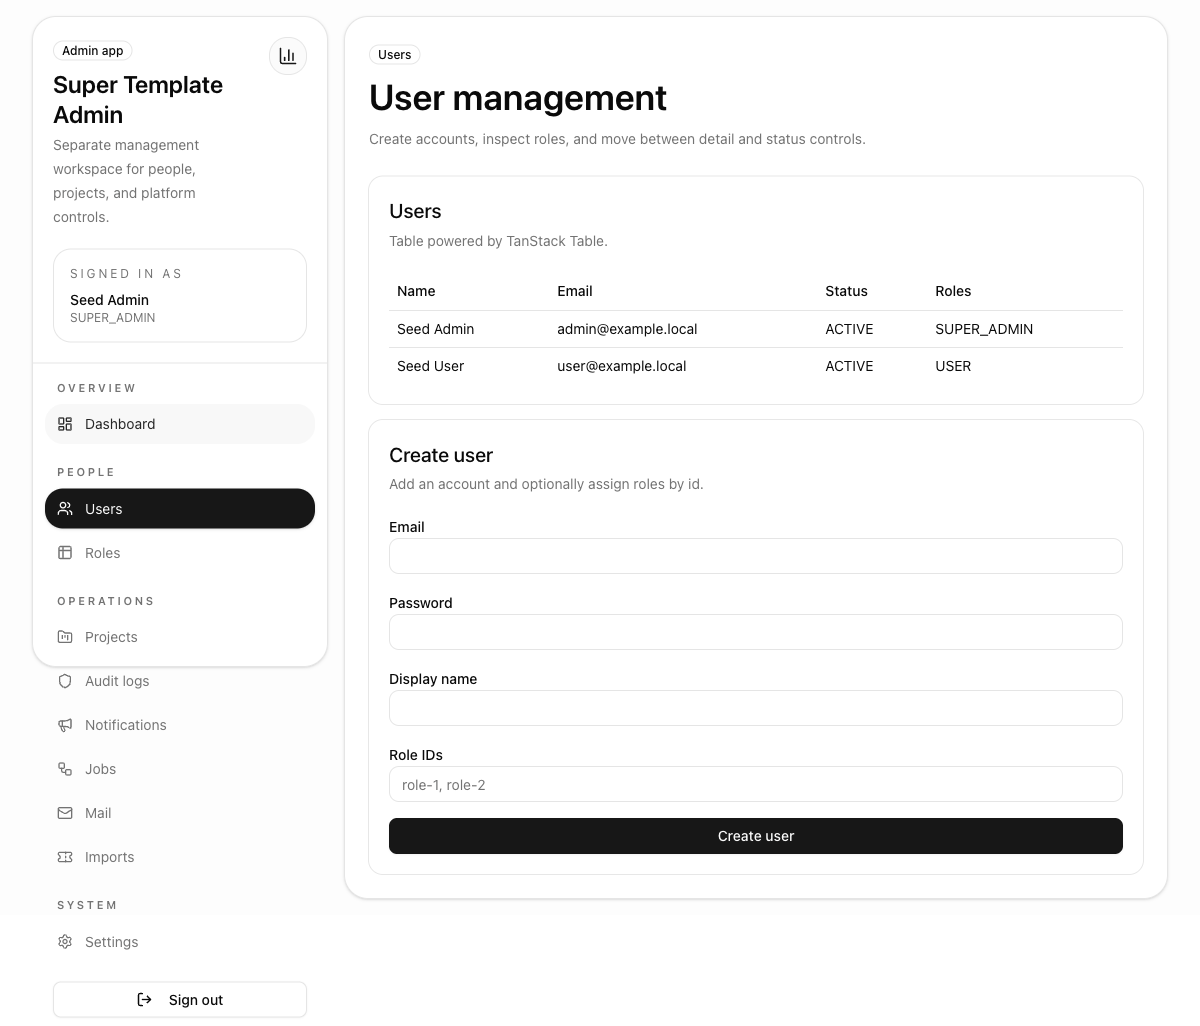 Admin app
Super Template
Admin
Separate management
workspace for people,
projects, and platform
controls.
SIGNED IN AS
Seed Admin
SUPER_ADMIN
OVERVIEW
Dashboard
PEOPLE
Users
Roles
OPERATIONS
Projects
Audit logs
Notifications
Jobs
Mail
Imports
SYSTEM
Settings
Sign out
Users
User management
Create accounts, inspect roles, and move between detail and status controls.
Users
Table powered by TanStack Table.
Name Email Status Roles
Seed Admin admin@example.local ACTIVE SUPER_ADMIN
Seed User user@example.local ACTIVE USER
Create user
Add an account and optionally assign roles by id.
Email
Password
Display name
Role IDs
role-1, role-2
Create user